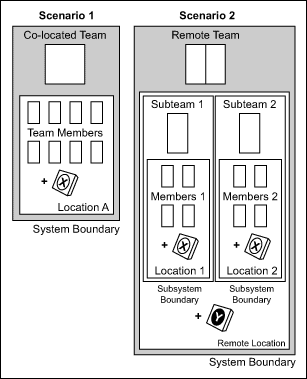 Scenario 1
Co-located Team
Team Members
+
X
Location A
System Boundary
Scenario 2
Remote Team
Subteam 1
Members 1
+
X
Location 1
Subsystem
Boundary
Subteam 2
Members 2
+
X
Location 2
Subsystem
Boundary
+
Y
Remote Location
System Boundary